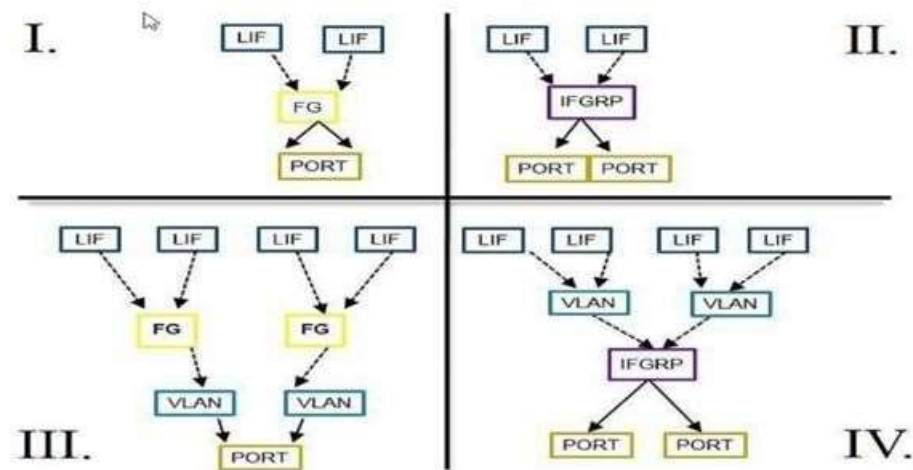 I.
LIF LIF
FG
PORT
II.
LIF LIF
IFGRP
PORT PORT
LIF LIF LIF LIF
FG FG
VLAN VLAN
III.
PORT
LIF LIF LIF LIF
VLAN VLAN
IFGRP
PORT PORT
IV.